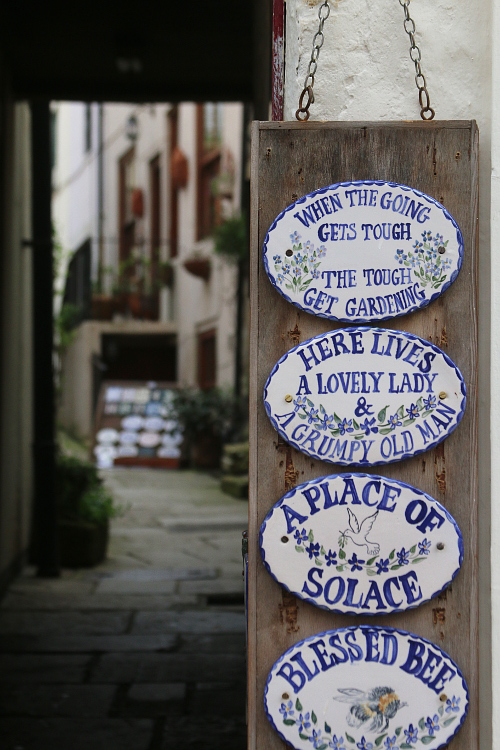 WHEN THE GOING
GETS TOUGH
THE TOUGH
GET GARDENING
HERE LIVES
A LOVELY LADY
&
A GRUMPY OLD MAN
A PLACE OF
SOLACE
BLESSED BEE